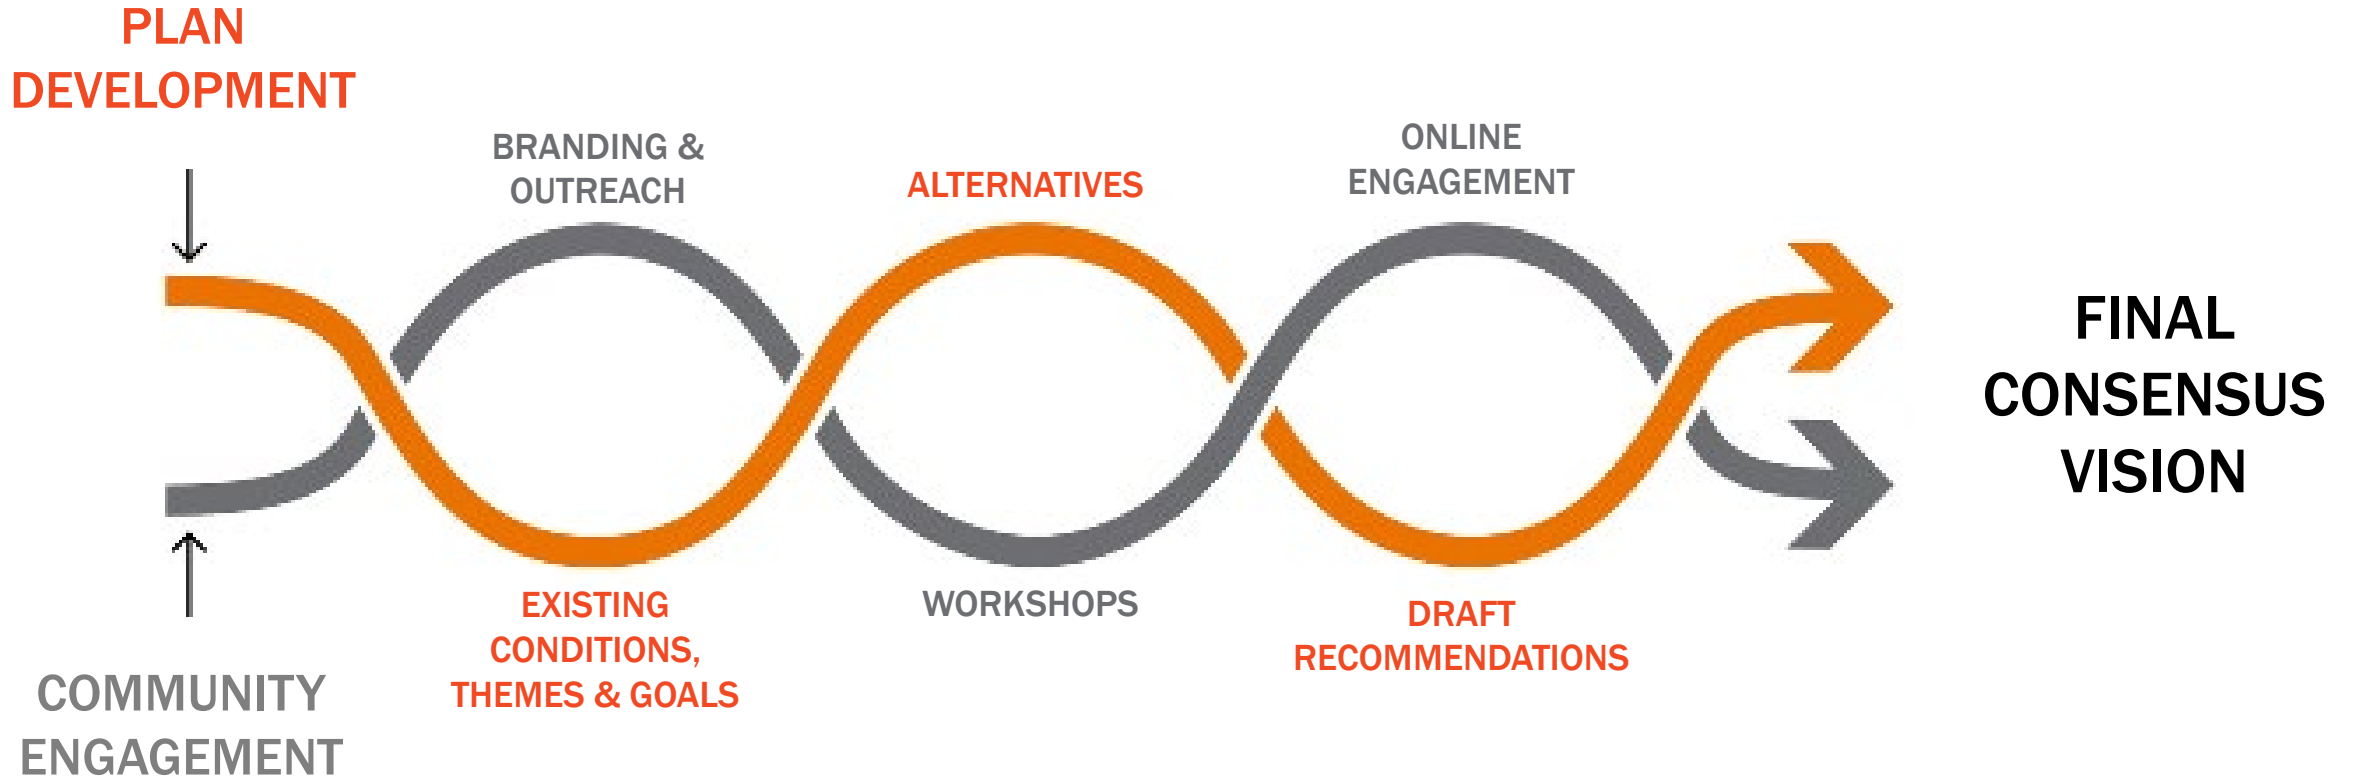 PLAN
DEVELOPMENT
BRANDING &
OUTREACH
ALTERNATIVES
ONLINE
ENGAGEMENT
FINAL
CONSENSUS
VISION
EXISTING
CONDITIONS,
THEMES & GOALS
WORKSHOPS
DRAFT
RECOMMENDATIONS
COMMUNITY
ENGAGEMENT